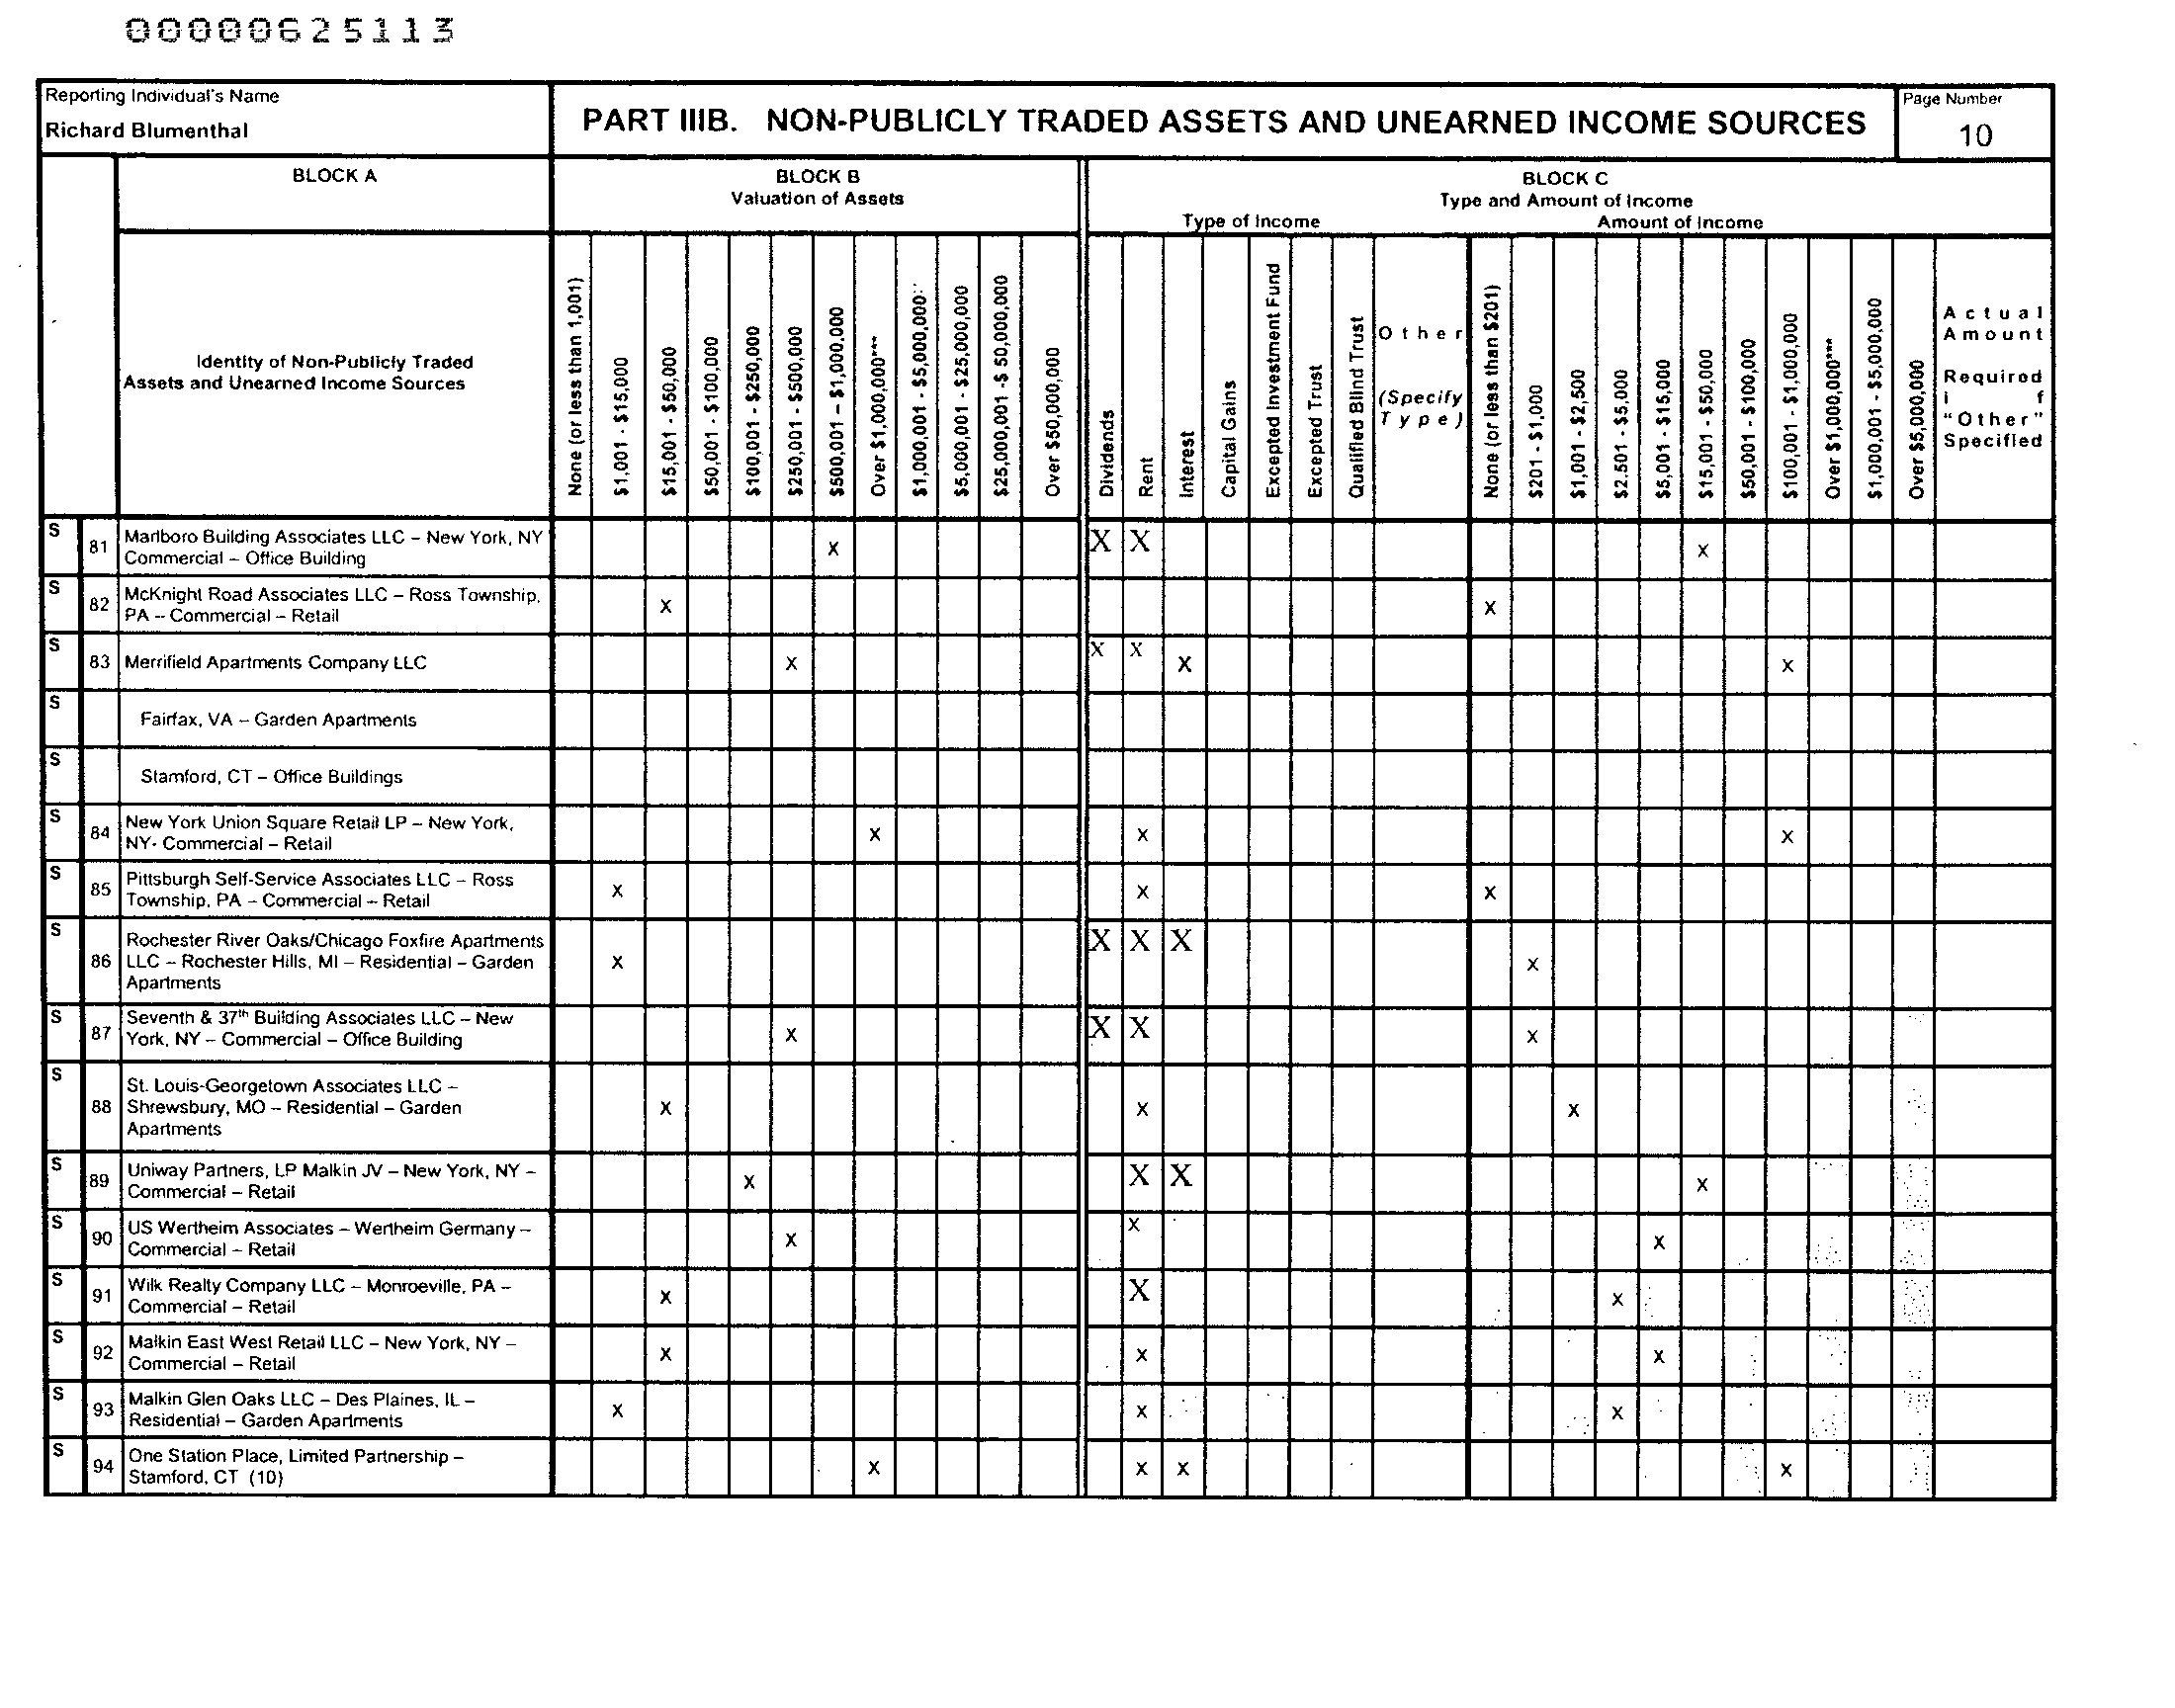 00000625113
Reporting Individual's Name
Richard Blumenthal
PART IIIB. NON-PUBLICLY TRADED ASSETS AND UNEARNED INCOME SOURCES
Page Number
10
BLOCK A
BLOCK B
Valuation of Assets
BLOCK C
Type and Amount of Income
Type of Income
Amount of Income
Identity of Non-Publicly Traded
Assets and Unearned Income Sources
None (or less than 1,001)
$1,001 - $15,000
$15,001 - $50,000
$50,001 - $100,000
$100,001 - $250,000
$250,001 - $500,000
$500,001 – $1,000,000
Over $1,000,000***
$1,000,001 - $5,000,000
$5,000,001 - $25,000,000
$25,000,001 -$ 50,000,000
Over $50,000,000
Dividends
Rent
Interest
Capital Gains
Excepted Investment Fund
Excepted Trust
Qualified Blind Trust
Other
(Specify
Type)
None (or less than $201)
$201 - $1,000
$1,001 - $2,500
$2,501 - $5,000
$5,001 - $15,000
$15,001 - $50,000
$50,001 - $100,000
$100,001 - $1,000,000
Over $1,000,000***
$1,000,001 - $5,000,000
Over $5,000,000
Actual
Amount
Required
i f
"Other"
Specified
S 81 Marlboro Building Associates LLC – New York, NY
Commercial – Office Building
X X X X
S 82 McKnight Road Associates LLC – Ross Township,
PA -- Commercial – Retail
X X
S 83 Merrifield Apartments Company LLC
X X X X X
S Fairfax, VA – Garden Apartments
S Stamford, CT – Office Buildings
S 84 New York Union Square Retail LP – New York,
NY- Commercial – Retail
X X X
S 85 Pittsburgh Self-Service Associates LLC – Ross
Township, PA – Commercial – Retail
X X X
S 86 Rochester River Oaks/Chicago Foxfire Apartments
LLC – Rochester Hills, MI – Residential – Garden
Apartments
X X X X X
S 87 Seventh & 37th Building Associates LLC – New
York, NY – Commercial – Office Building
X X X X
S 88 St. Louis-Georgetown Associates LLC –
Shrewsbury, MO – Residential – Garden
Apartments
X X X
S 89 Uniway Partners, LP Malkin JV – New York, NY –
Commercial – Retail
X X X X
S 90 US Wertheim Associates – Wertheim Germany –
Commercial – Retail
X X X
S 91 Wilk Realty Company LLC – Monroeville, PA –
Commercial – Retail
X X X
S 92 Malkin East West Retail LLC – New York, NY –
Commercial – Retail
X X X
S 93 Malkin Glen Oaks LLC – Des Plaines, IL –
Residential – Garden Apartments
X X X
S 94 One Station Place, Limited Partnership –
Stamford, CT (10)
X X X X